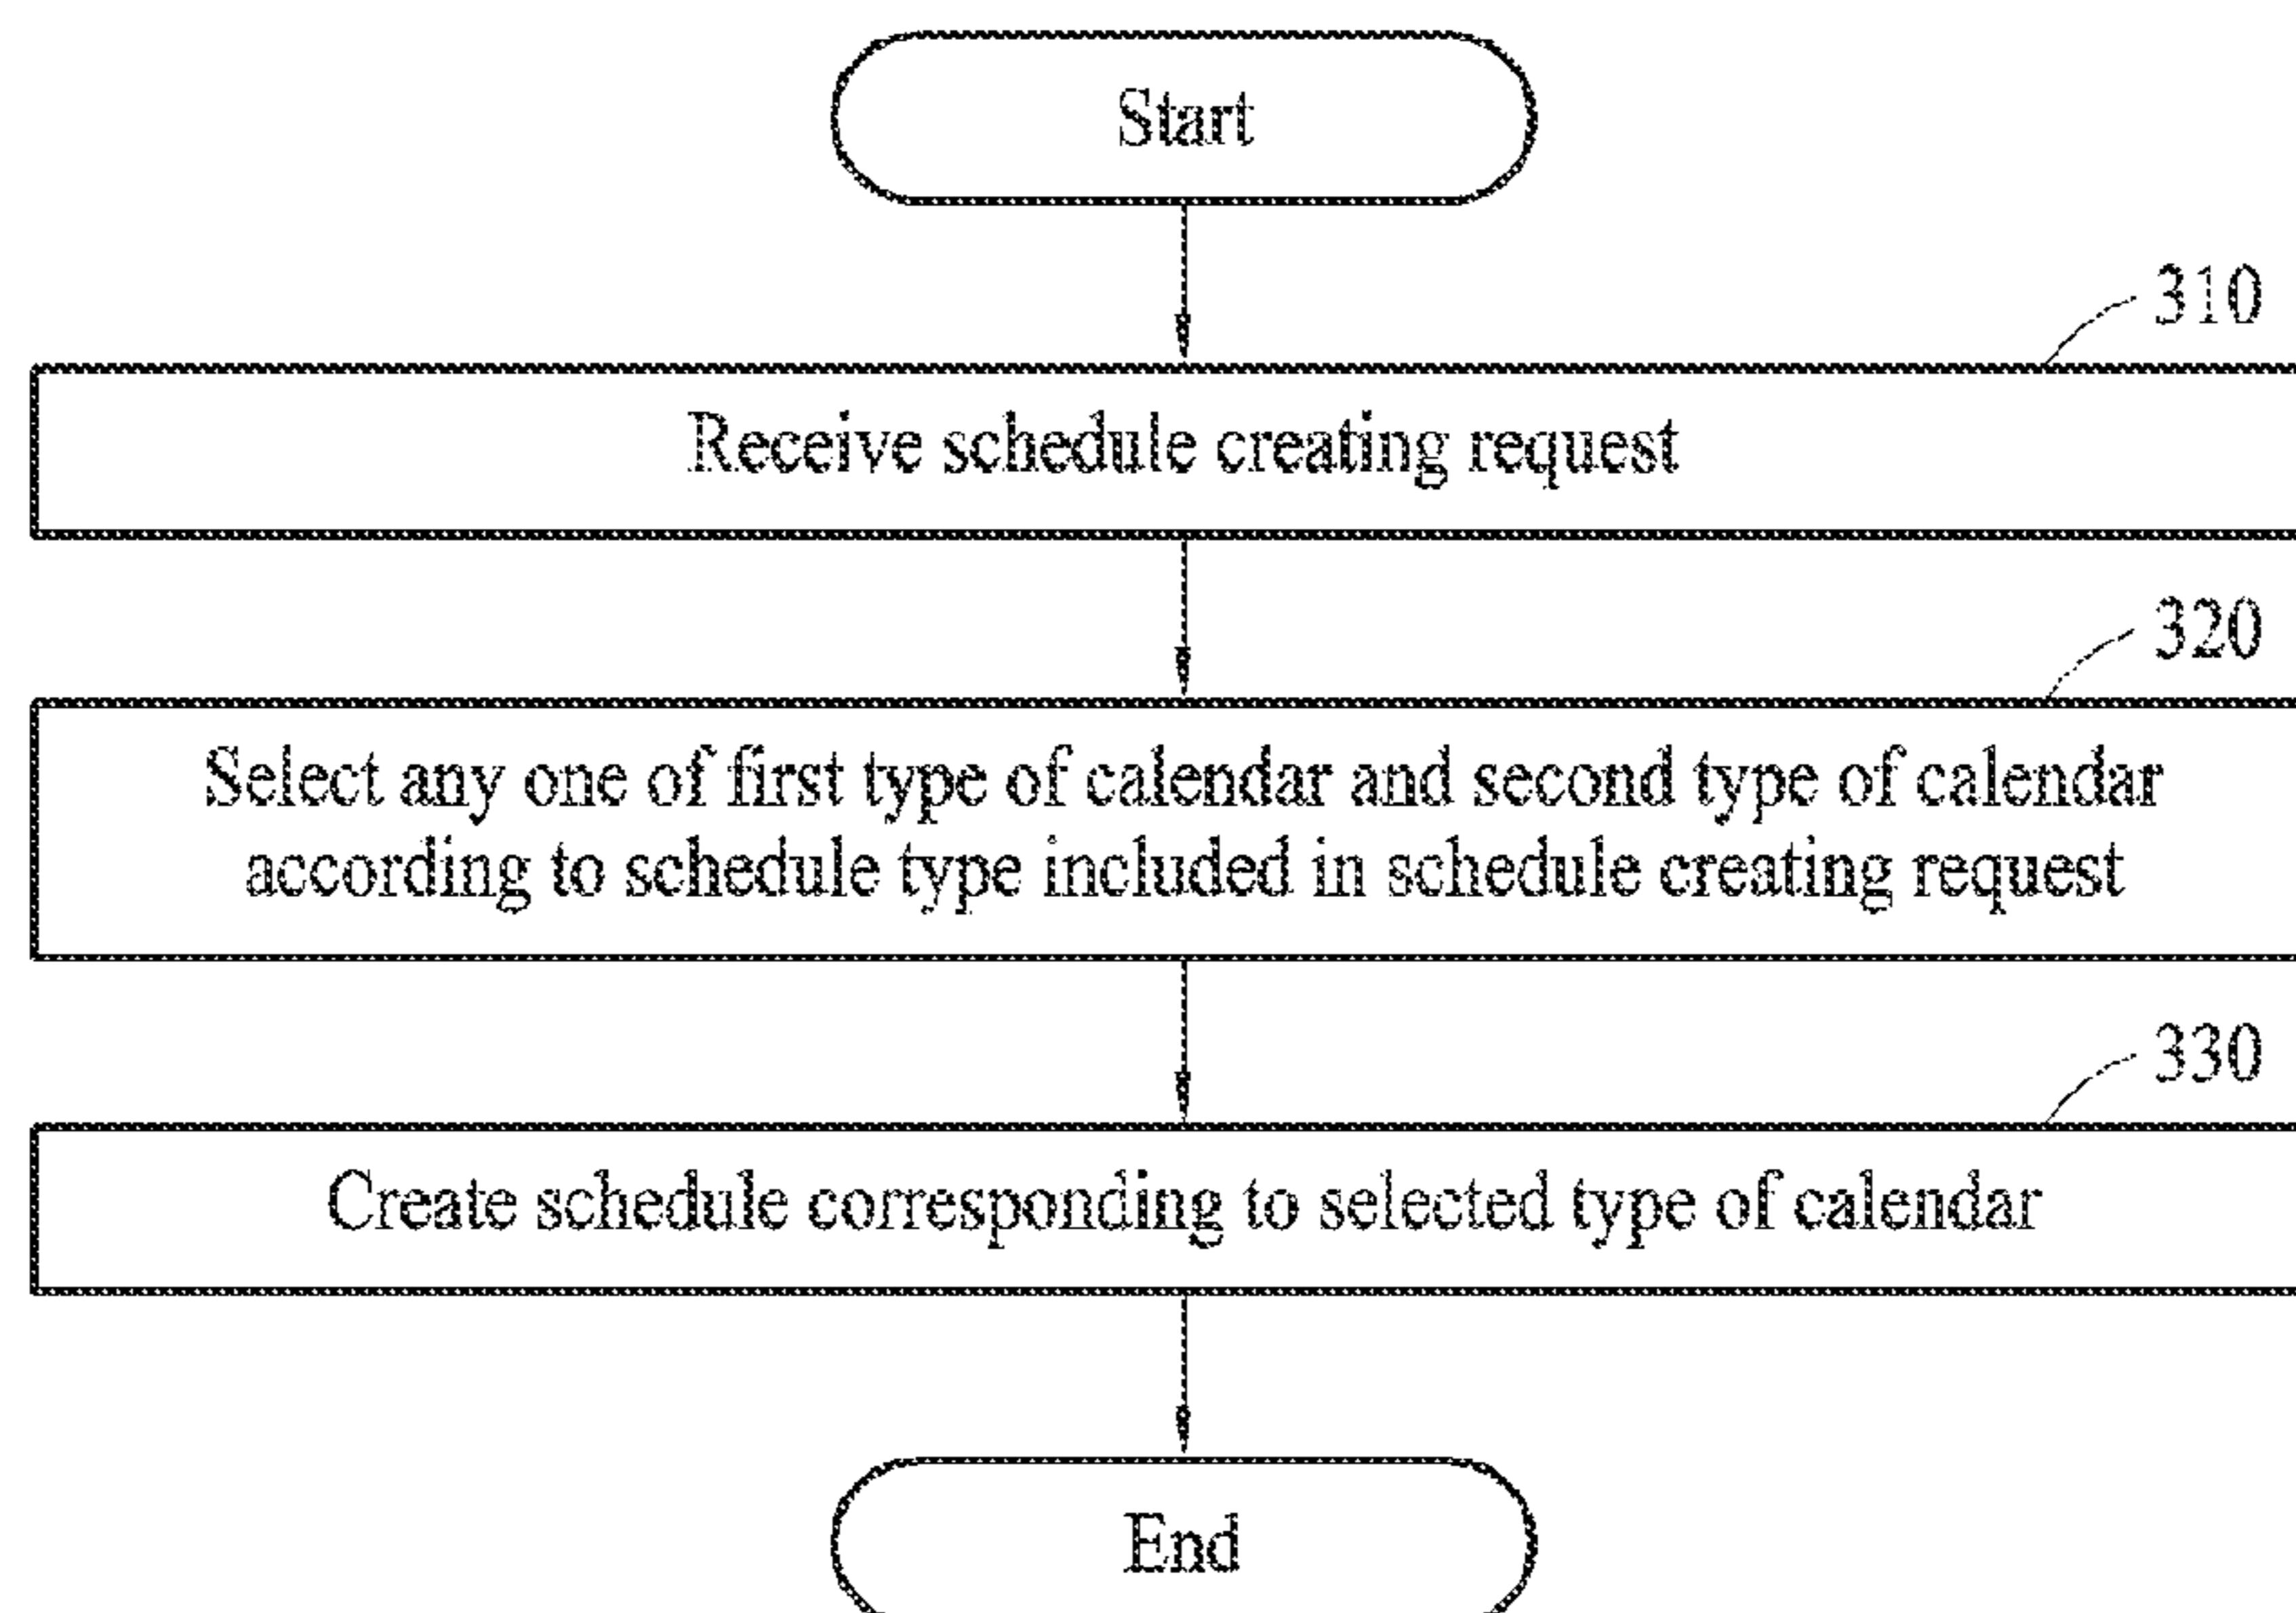 Start
310
Receive schedule creating request
320
Select any one of first type of calendar and second type of calendar
according to schedule type included in schedule creating request
330
Create schedule corresponding to selected type of calendar
End